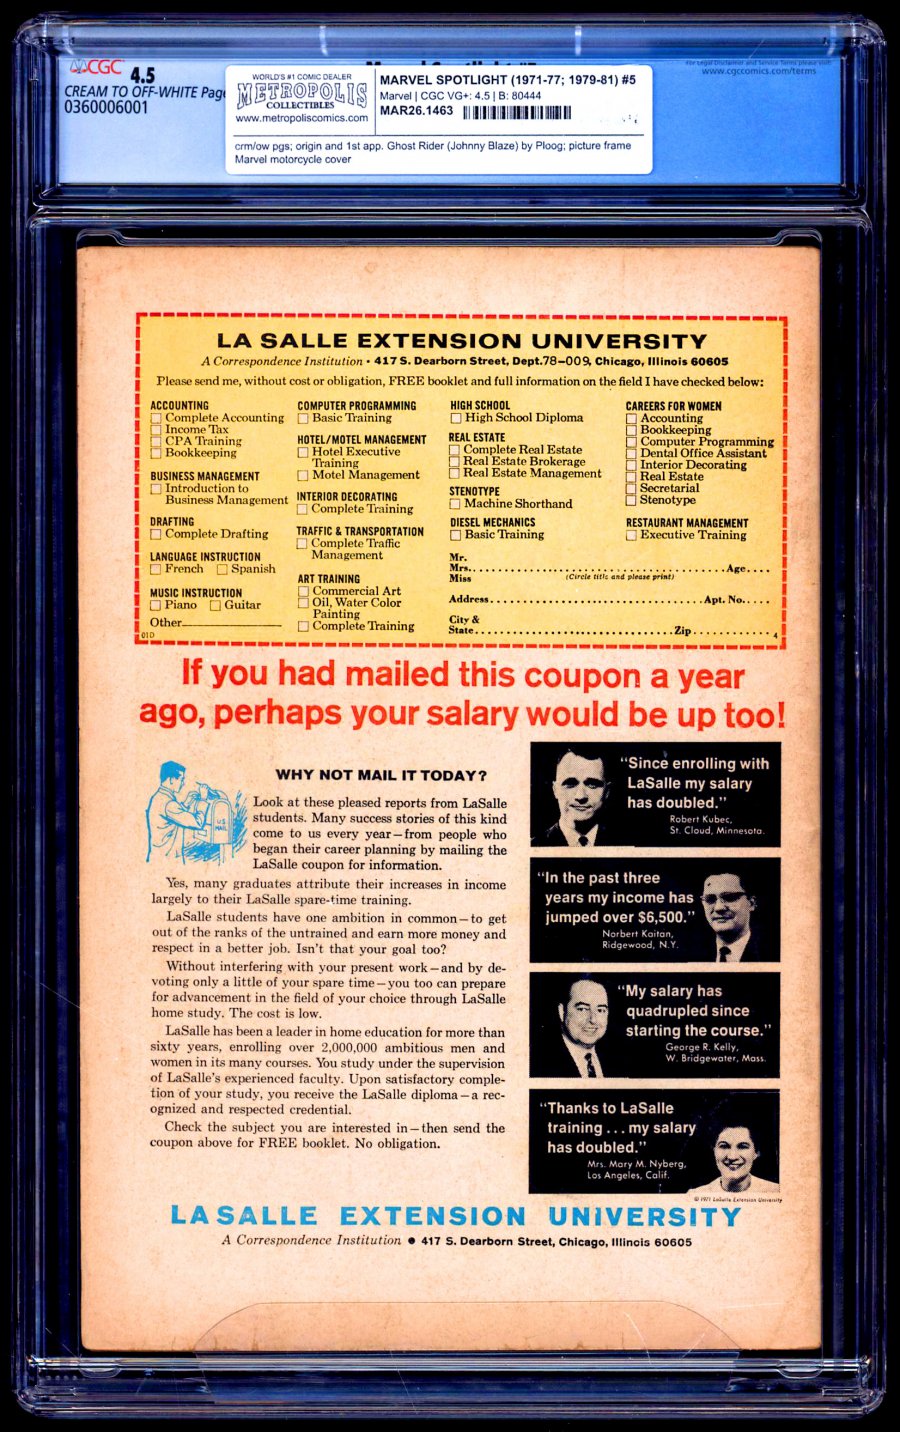 CGC 4.5
CREAM TO OFF-WHITE Page
0360006001
For Legal Disclaimer and Service Terms please visit:
www.cgccomics.com/terms
WORLD'S #1 COMIC DEALER
METROPOLIS
COLLECTIBLES
www.metropoliscomics.com
MARVEL SPOTLIGHT (1971-77; 1979-81) #5
Marvel | CGC VG+: 4.5 | B: 80444
MAR26.1463
crm/ow pgs; origin and 1st app. Ghost Rider (Johnny Blaze) by Ploog; picture frame
Marvel motorcycle cover
LA SALLE EXTENSION UNIVERSITY
A Correspondence Institution • 417 S. Dearborn Street, Dept.78-009, Chicago, Illinois 60605
Please send me, without cost or obligation, FREE booklet and full information on the field I have checked below:
ACCOUNTING
Complete Accounting
Income Tax
CPA Training
Bookkeeping
BUSINESS MANAGEMENT
Introduction to
Business Management
DRAFTING
Complete Drafting
LANGUAGE INSTRUCTION
French Spanish
MUSIC INSTRUCTION
Piano Guitar
Other
01D
COMPUTER PROGRAMMING
Basic Training
HOTEL/MOTEL MANAGEMENT
Hotel Executive
Training
Motel Management
INTERIOR DECORATING
Complete Training
TRAFFIC & TRANSPORTATION
Complete Traffic
Management
ART TRAINING
Commercial Art
Oil, Water Color
Painting
Complete Training
HIGH SCHOOL
High School Diploma
REAL ESTATE
Complete Real Estate
Real Estate Brokerage
Real Estate Management
STENOTYPE
Machine Shorthand
DIESEL MECHANICS
Basic Training
CAREERS FOR WOMEN
Accounting
Bookkeeping
Computer Programming
Dental Office Assistant
Interior Decorating
Real Estate
Secretarial
Stenotype
RESTAURANT MANAGEMENT
Executive Training
Mr.
Mrs. Age
Miss (Circle title and please print)
Address Apt. No.
City &
State Zip 4
If you had mailed this coupon a year
ago, perhaps your salary would be up too!
WHY NOT MAIL IT TODAY?
U.S.
MAIL
Look at these pleased reports from LaSalle
students. Many success stories of this kind
come to us every year—from people who
began their career planning by mailing the
LaSalle coupon for information.
Yes, many graduates attribute their increases in income
largely to their LaSalle spare-time training.
LaSalle students have one ambition in common—to get
out of the ranks of the untrained and earn more money and
respect in a better job. Isn't that your goal too?
Without interfering with your present work—and by de-
voting only a little of your spare time—you too can prepare
for advancement in the field of your choice through LaSalle
home study. The cost is low.
LaSalle has been a leader in home education for more than
sixty years, enrolling over 2,000,000 ambitious men and
women in its many courses. You study under the supervision
of LaSalle's experienced faculty. Upon satisfactory comple-
tion of your study, you receive the LaSalle diploma—a rec-
ognized and respected credential.
Check the subject you are interested in—then send the
coupon above for FREE booklet. No obligation.
"Since enrolling with
LaSalle my salary
has doubled."
Robert Kubec,
St. Cloud, Minnesota.
"In the past three
years my income has
jumped over $6,500."
Norbert Kaitan,
Ridgewood, N.Y.
"My salary has
quadrupled since
starting the course."
George R. Kelly,
W. Bridgewater, Mass.
"Thanks to LaSalle
training . . . my salary
has doubled."
Mrs. Mary M. Nyberg,
Los Angeles, Calif.
© 1971 LaSalle Extension University
LA SALLE EXTENSION UNIVERSITY
A Correspondence Institution • 417 S. Dearborn Street, Chicago, Illinois 60605